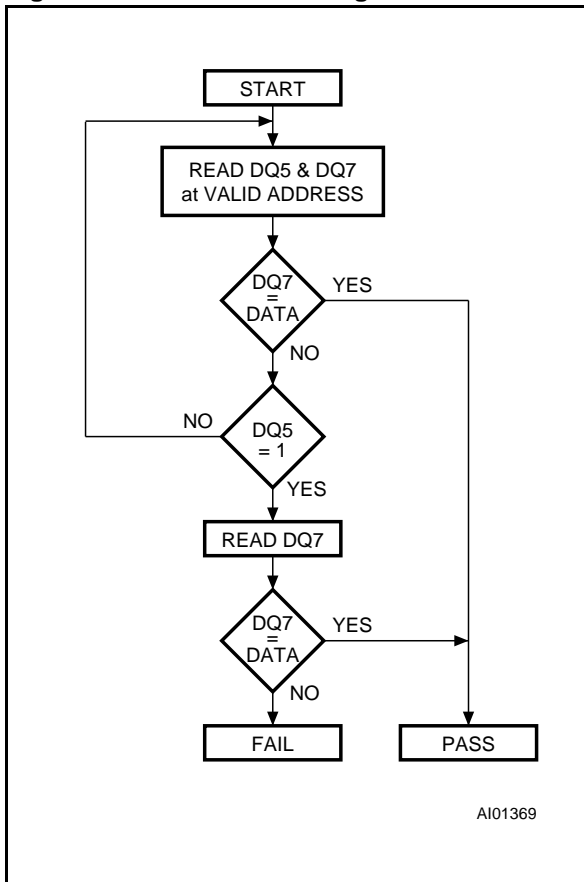 START
READ DQ5 & DQ7
at VALID ADDRESS
DQ7
=
DATA
YES
NO
DQ5
= 1
NO
YES
READ DQ7
DQ7
=
DATA
YES
NO
FAIL
PASS
AI01369